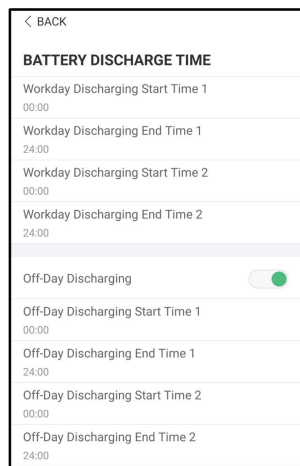 < BACK
BATTERY DISCHARGE TIME
Workday Discharging Start Time 1
00:00
Workday Discharging End Time 1
24:00
Workday Discharging Start Time 2
00:00
Workday Discharging End Time 2
24:00
Off-Day Discharging
Off-Day Discharging Start Time 1
00:00
Off-Day Discharging End Time 1
24:00
Off-Day Discharging Start Time 2
00:00
Off-Day Discharging End Time 2
24:00